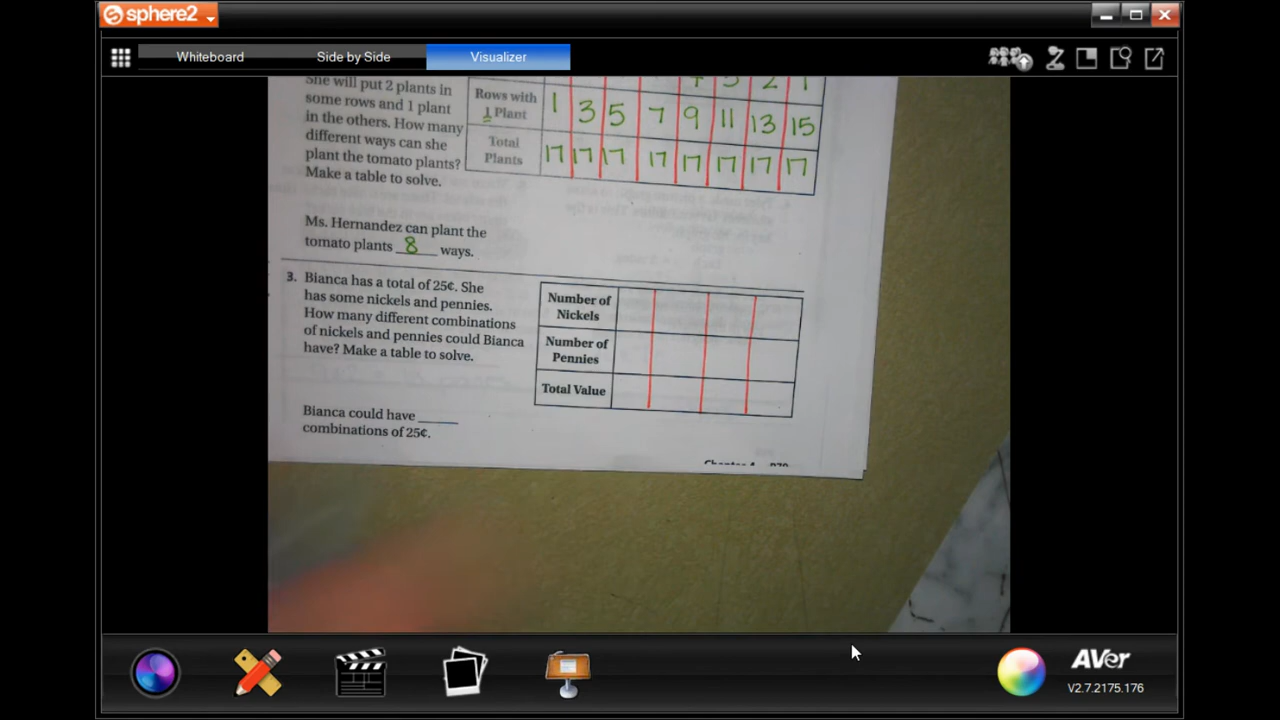 sphere2
Whiteboard
Side by Side
Visualizer
She will put 2 plants in
some rows and 1 plant
in the others. How many
different ways can she
plant the tomato plants?
Make a table to solve.
5 2 1
Rows with
1 Plant
1 3 5 7 9 11 13 15
Total
Plants
17 17 17 17 17 17 17 17
Ms. Hernandez can plant the
tomato plants 8 ways.
3. Bianca has a total of 25¢. She
has some nickels and pennies.
How many different combinations
of nickels and pennies could Bianca
have? Make a table to solve.
Number of
Nickels
Number of
Pennies
Total Value
Bianca could have
combinations of 25¢.
AVer
V2.7.2175.176